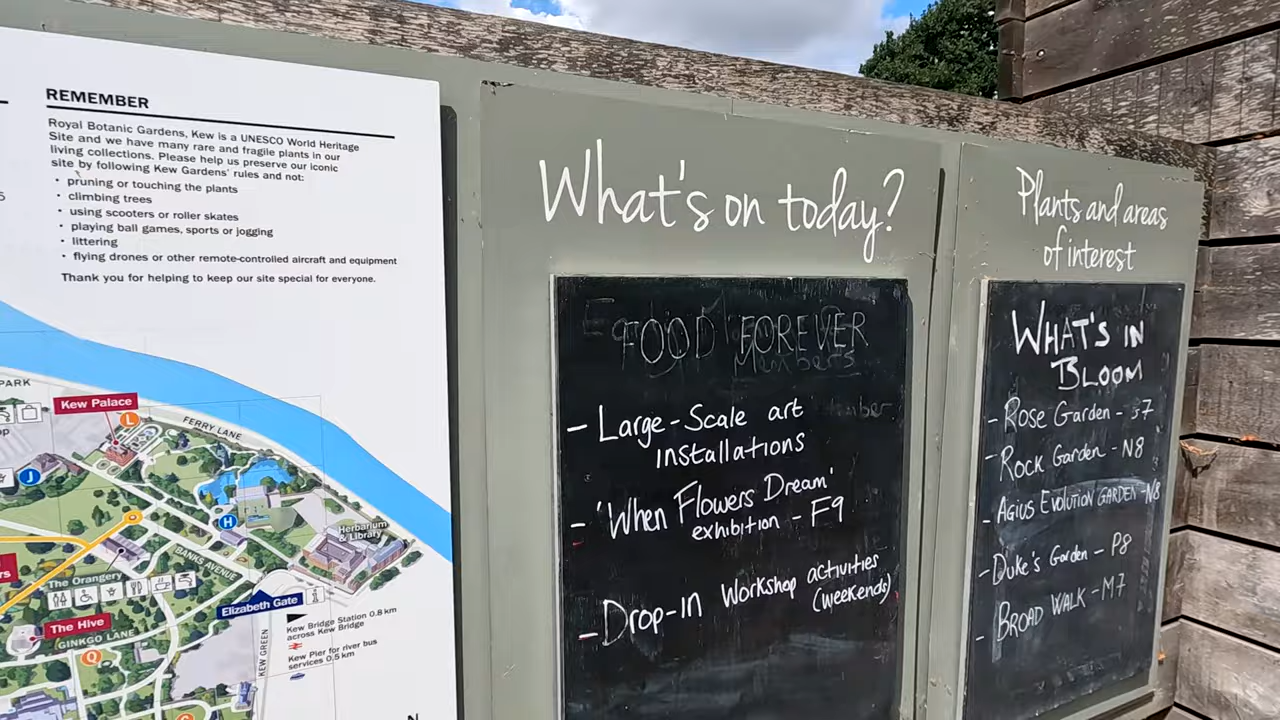 REMEMBER
Royal Botanic Gardens, Kew is a UNESCO World Heritage
Site and we have many rare and fragile plants in our
living collections. Please help us preserve our iconic
site by following Kew Gardens' rules and not:
• pruning or touching the plants
• climbing trees
• using scooters or roller skates
• playing ball games, sports or jogging
• littering
• flying drones or other remote-controlled aircraft and equipment
Thank you for helping to keep our site special for everyone.
PARK
Kew Palace
L
FERRY LANE
J
H
Herbarium
& Library
BANKS AVENUE
The Orangery
Elizabeth Gate
The Hive
GINKGO LANE
Q
KEW GREEN
Kew Bridge Station 0.8 km
across Kew Bridge
Kew Pier for river bus
services 0.5 km
N
What's on today?
FOOD FOREVER
Members
- Large-Scale art
installations
- 'When Flowers Dream'
exhibition - F9
- Drop-in Workshop activities
(weekends)
Plants and areas
of interest
WHAT'S IN
BLOOM
- Rose Garden - J7
- Rock Garden - N8
- AGIUS EVOLUTION GARDEN - N8
- Duke's Garden - P8
- BROAD WALK - M7